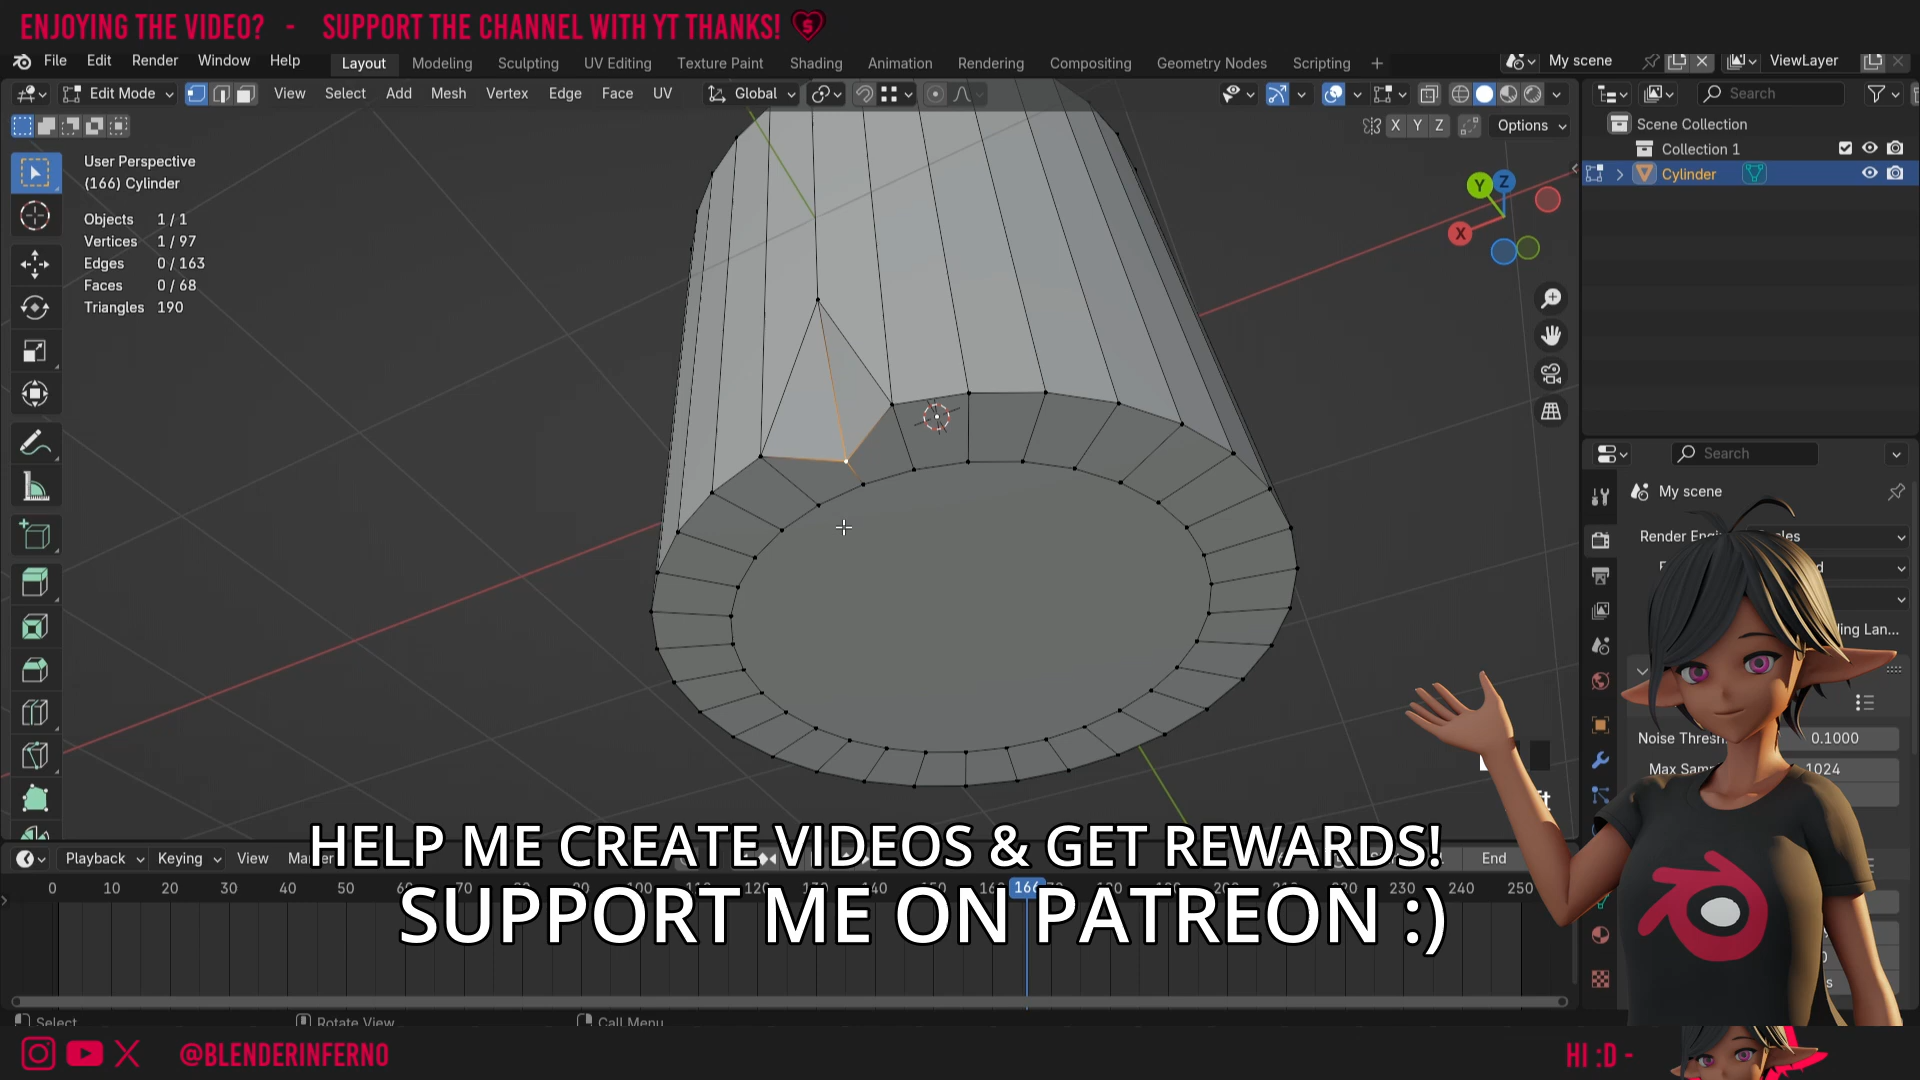 ENJOYING THE VIDEO? - SUPPORT THE CHANNEL WITH YT THANKS!
File Edit Render Window Help Layout Modeling Sculpting UV Editing Texture Paint Shading Animation Rendering Compositing Geometry Nodes Scripting + My scene ViewLayer
Edit Mode View Select Add Mesh Vertex Edge Face UV Global Search
X Y Z Options
Scene Collection
Collection 1
Cylinder
User Perspective
(166) Cylinder
Objects 1 / 1
Vertices 1 / 97
Edges 0 / 163
Faces 0 / 68
Triangles 190
Y Z
X
Search
My scene
Noise 0.1000
1024
HELP ME CREATE VIDEOS & GET REWARDS!
SUPPORT ME ON PATREON :)
Playback Keying View End
0 10 20 30 40 50 120 130 140 166 230 240 250
Select Rotate View Call Menu
@BLENDERINFERNO
HI :D -